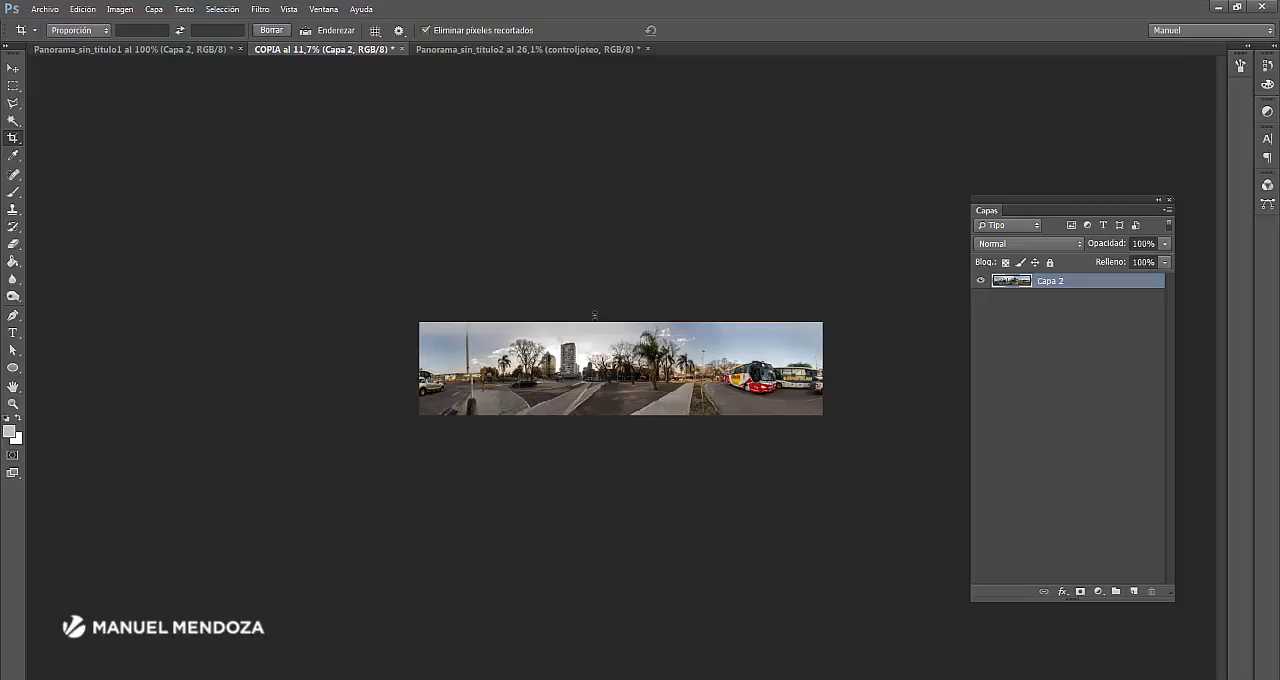 Ps Archivo Edición Imagen Capa Texto Selección Filtro Vista Ventana Ayuda
Proporción Borrar Enderezar Eliminar píxeles recortados Manuel
Panorama_sin_título1 al 100% (Capa 2, RGB/8) * × COPIA al 11,7% (Capa 2, RGB/8) * × Panorama_sin_título2 al 26,1% (controljoteo, RGB/8) * ×
Capas
Tipo
Normal Opacidad: 100%
Bloq.: Relleno: 100%
Capa 2
MANUEL MENDOZA